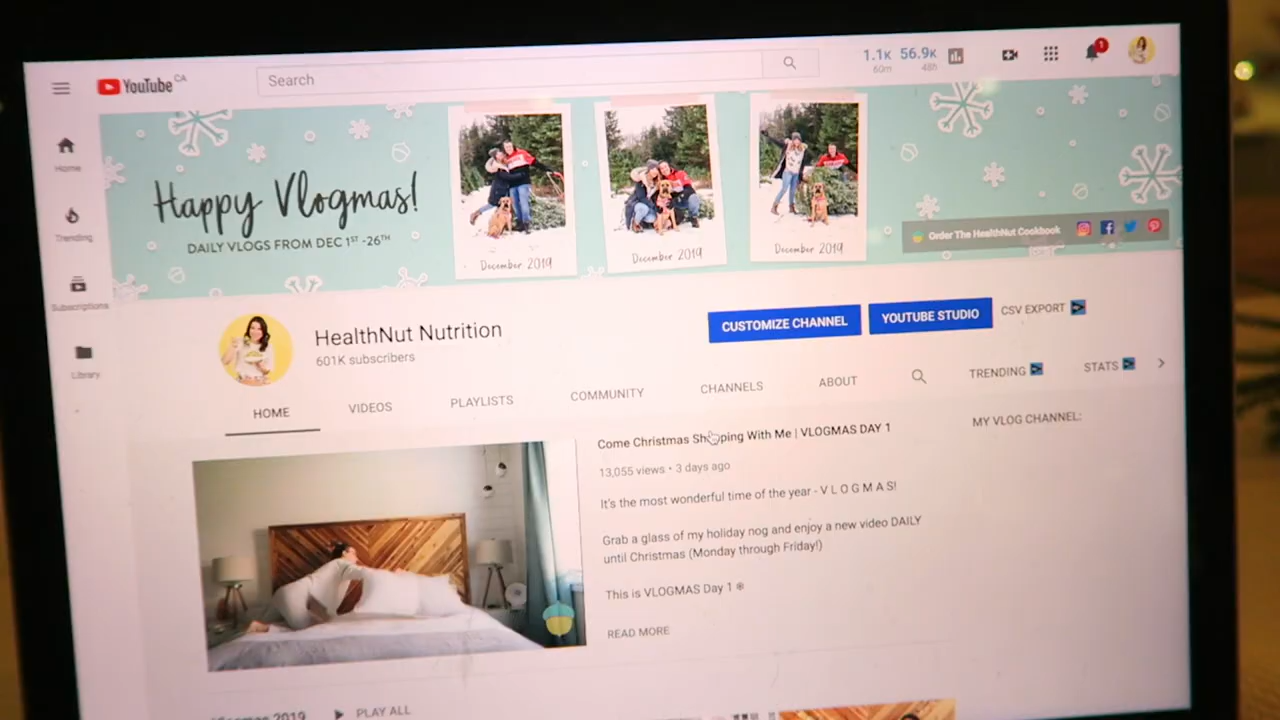 YouTube CA
Search
1.1K 56.9K
60m 48h
1
Home
Trending
Subscriptions
Library
Happy Vlogmas!
DAILY VLOGS FROM DEC 1ST -26TH
December 2019
December 2019
December 2019
Order The HealthNut Cookbook
HealthNut Nutrition
601K subscribers
CUSTOMIZE CHANNEL
YOUTUBE STUDIO
CSV EXPORT
HOME
VIDEOS
PLAYLISTS
COMMUNITY
CHANNELS
ABOUT
TRENDING
STATS
Come Christmas Shopping With Me | VLOGMAS DAY 1
13,055 views • 3 days ago
It's the most wonderful time of the year - V L O G M A S!
Grab a glass of my holiday nog and enjoy a new video DAILY
until Christmas (Monday through Friday!)
This is VLOGMAS Day 1 ❄
READ MORE
MY VLOG CHANNEL:
Vlogmas 2019
PLAY ALL